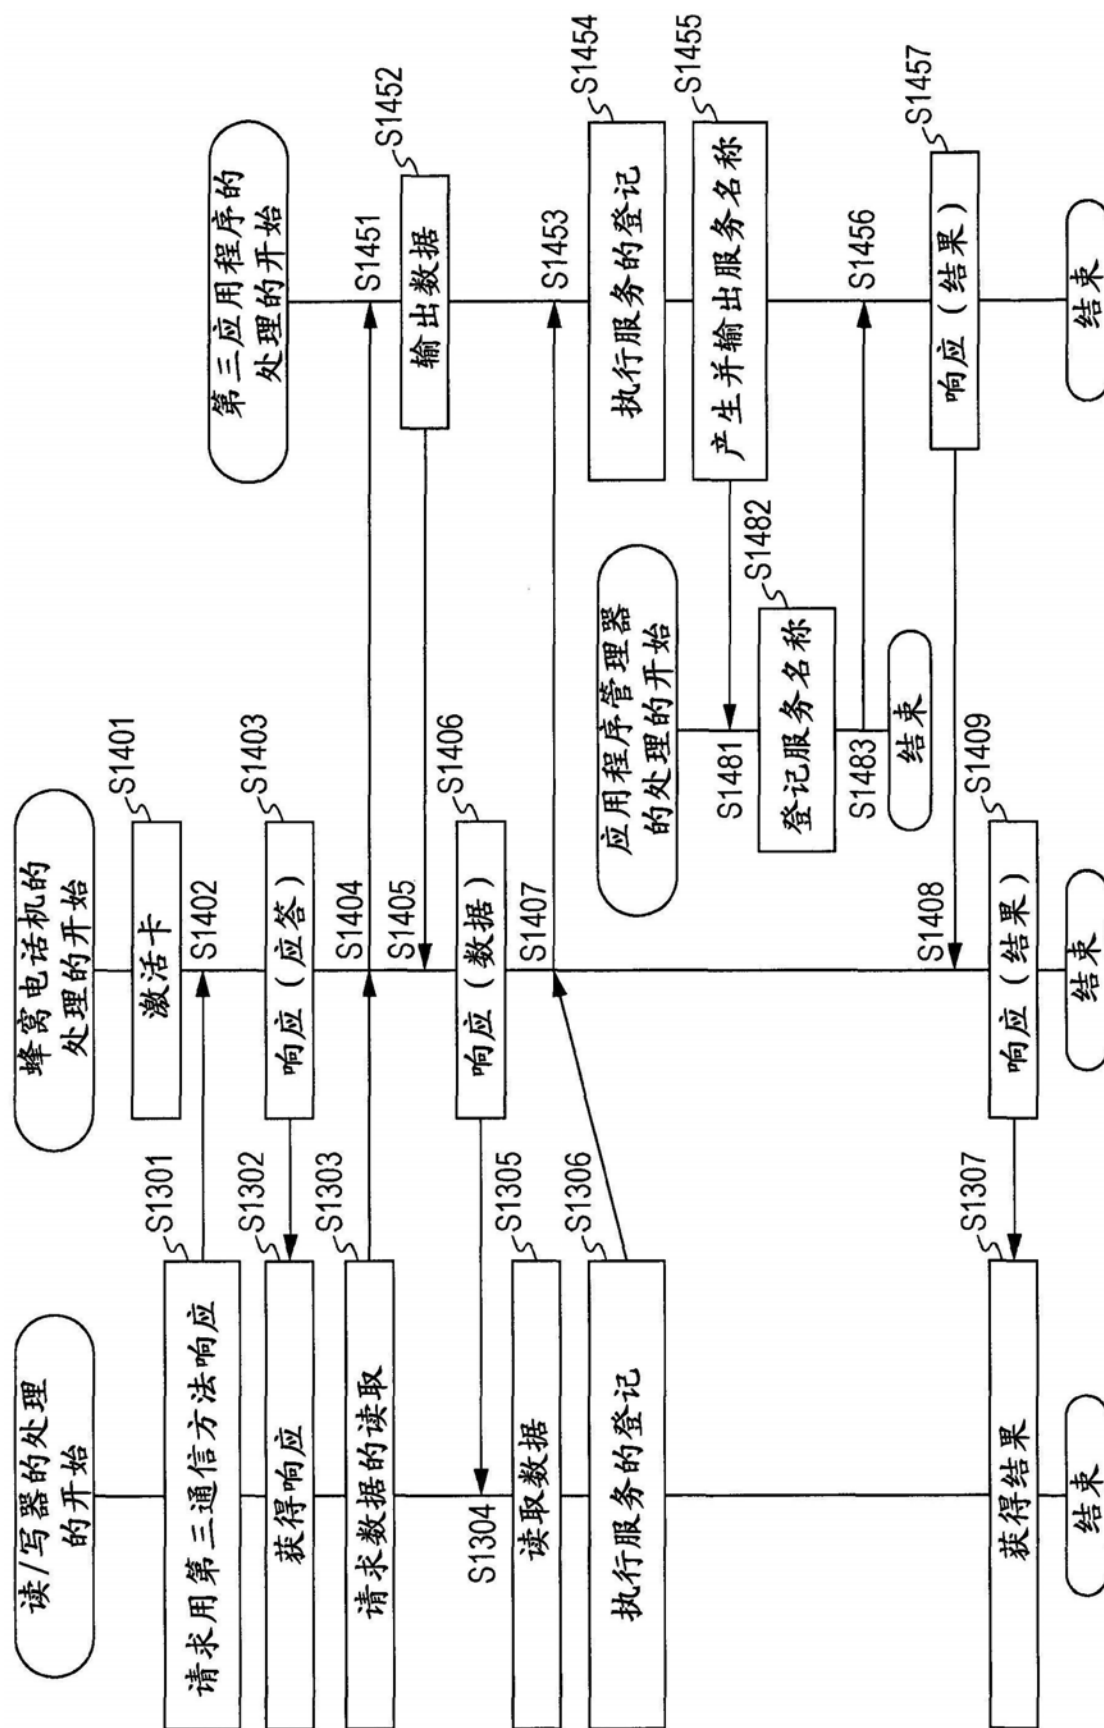 读/写器的处理
的开始
请求用第三通信方法响应
S1301
获得响应
S1302
请求数据的读取
S1303
S1304
读取数据
S1305
执行服务的登记
S1306
获得结果
S1307
结束
蜂窝电话机的
处理的开始
激活卡
S1401
S1402
响应（应答）
S1403
S1404
S1405
响应（数据）
S1406
S1407
S1408
响应（结果）
S1409
结束
应用程序管理器
的处理的开始
S1481
登记服务名称
S1482
S1483
结束
第三应用程序的
处理的开始
S1451
输出数据
S1452
S1453
执行服务的登记
S1454
产生并输出服务名称
S1455
S1456
响应（结果）
S1457
结束